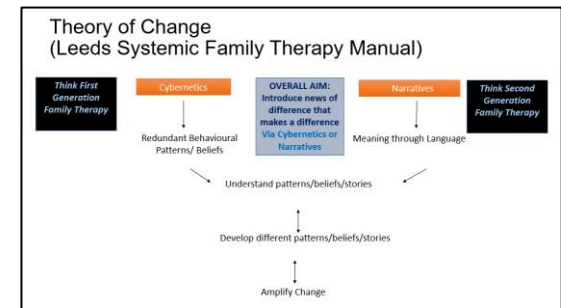 Theory of Change
(Leeds Systemic Family Therapy Manual)
Think First
Generation
Family Therapy
Cybernetics
OVERALL AIM:
Introduce news of
difference that
makes a difference
Via Cybernetics or
Narratives
Narratives
Think Second
Generation
Family Therapy
Redundant Behavioural
Patterns/ Beliefs
Meaning through Language
Understand patterns/beliefs/stories
Develop different patterns/beliefs/stories
Amplify Change